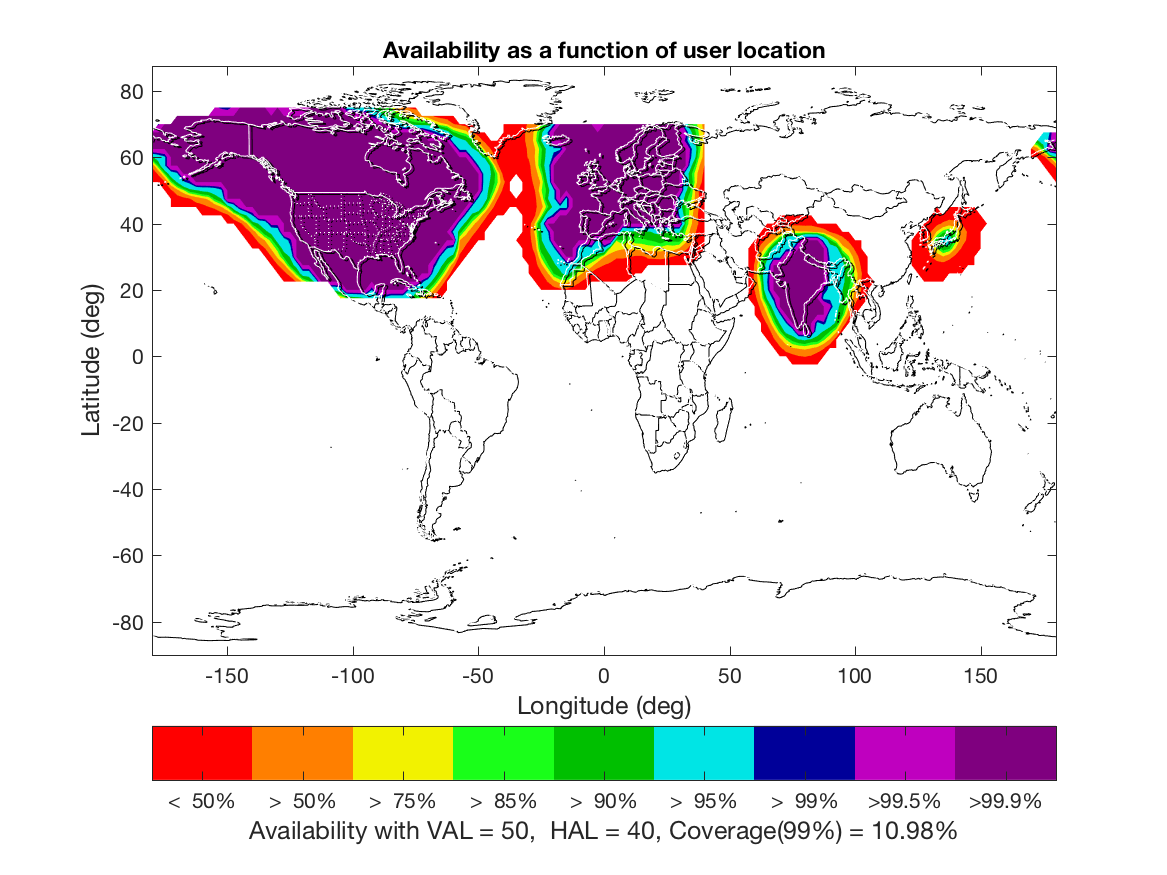 Availability as a function of user location
80
60
40
20
0
-20
-40
-60
-80
Latitude (deg)
-150 -100 -50 0 50 100 150
Longitude (deg)
< 50% > 50% > 75% > 85% > 90% > 95% > 99% >99.5% >99.9%
Availability with VAL = 50, HAL = 40, Coverage(99%) = 10.98%